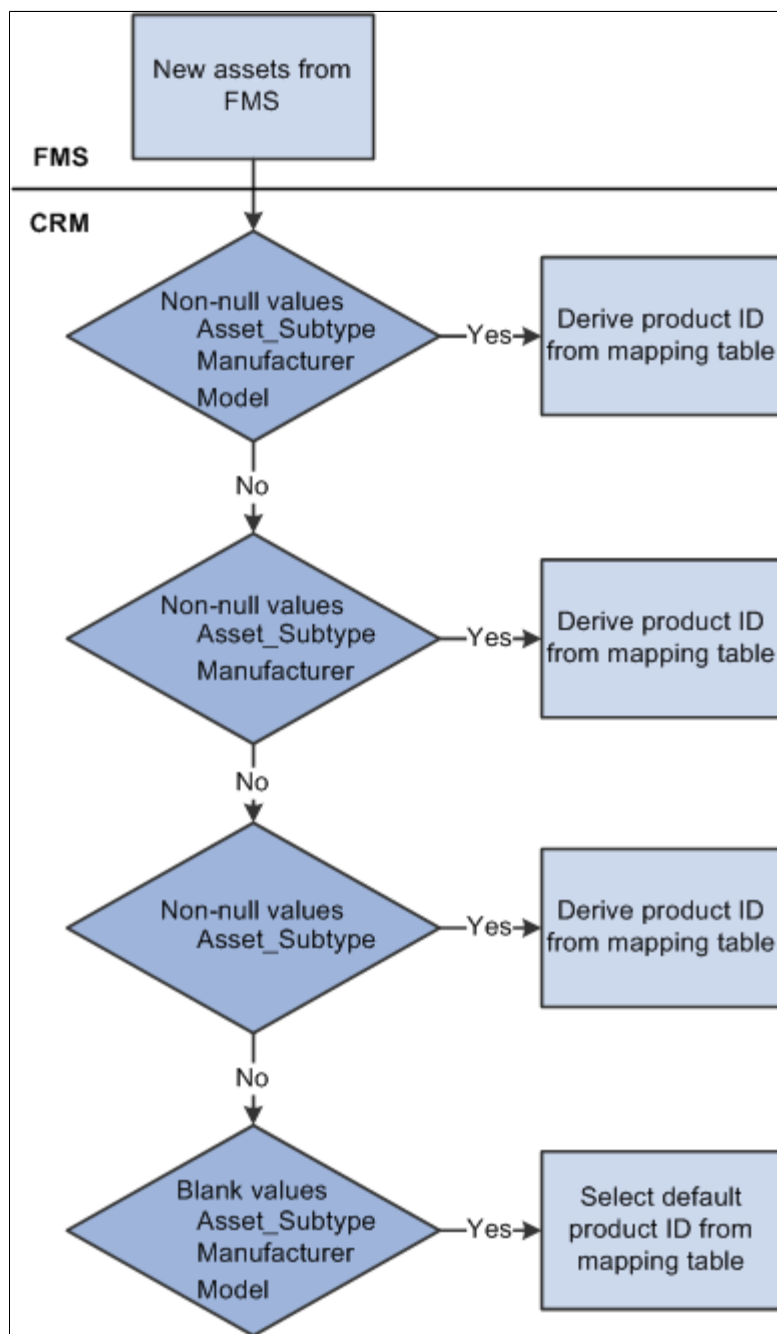 New assets from
FMS
FMS
CRM
Non-null values
Asset_Subtype
Manufacturer
Model
Yes
Derive product ID
from mapping table
No
Non-null values
Asset_Subtype
Manufacturer
Yes
Derive product ID
from mapping table
No
Non-null values
Asset_Subtype
Yes
Derive product ID
from mapping table
No
Blank values
Asset_Subtype
Manufacturer
Model
Yes
Select default
product ID from
mapping table